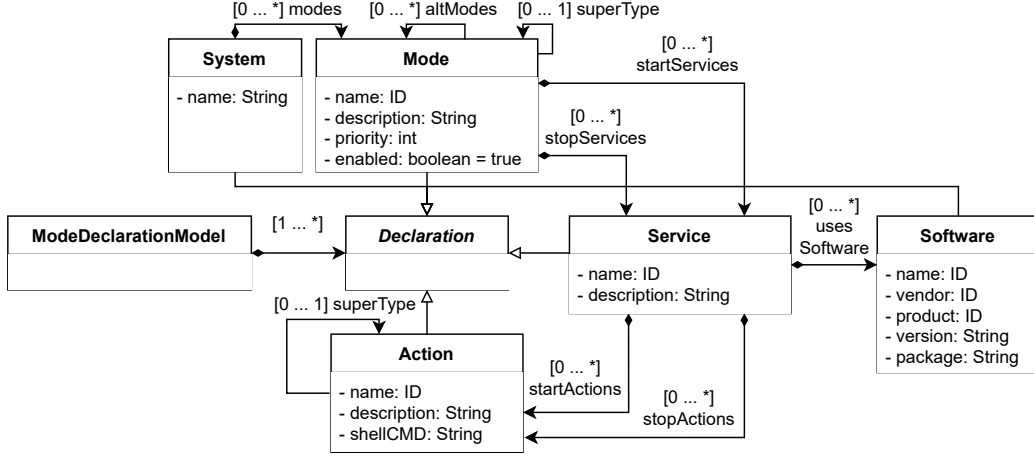 [0 ... *] modes
[0 ... *] altModes
[0 ... 1] superType
System
- name: String
Mode
- name: ID
- description: String
- priority: int
- enabled: boolean = true
[0 ... *]
startServices
[0 ... *]
stopServices
ModeDeclarationModel
[1 ... *]
Declaration
Service
- name: ID
- description: String
[0 ... *]
uses
Software
Software
- name: ID
- vendor: ID
- product: ID
- version: String
- package: String
[0 ... 1] superType
Action
- name: ID
- description: String
- shellCMD: String
[0 ... *]
startActions
[0 ... *]
stopActions